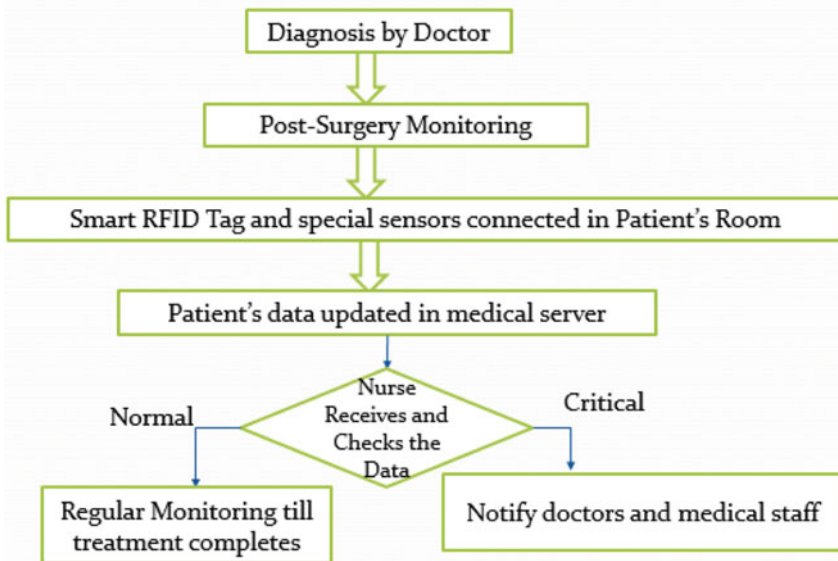 Diagnosis by Doctor
Post-Surgery Monitoring
Smart RFID Tag and special sensors connected in Patient's Room
Patient's data updated in medical server
Nurse
Receives and
Checks the
Data
Normal
Critical
Regular Monitoring till
treatment completes
Notify doctors and medical staff